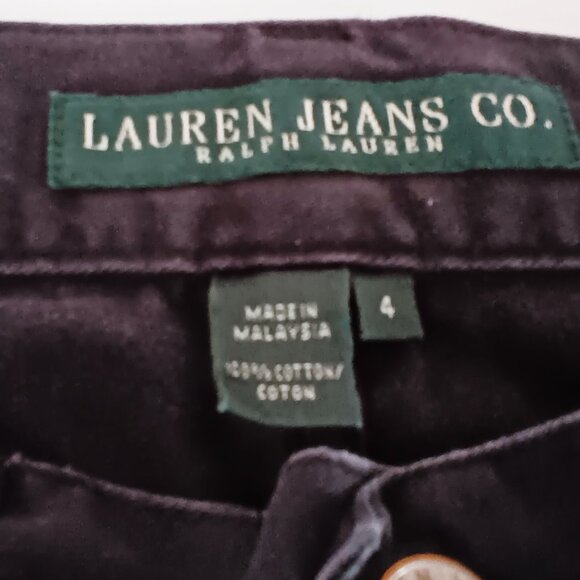 LAUREN JEANS CO.
RALPH LAUREN
MADE IN
MALAYSIA
4
100% COTTON/
COTON